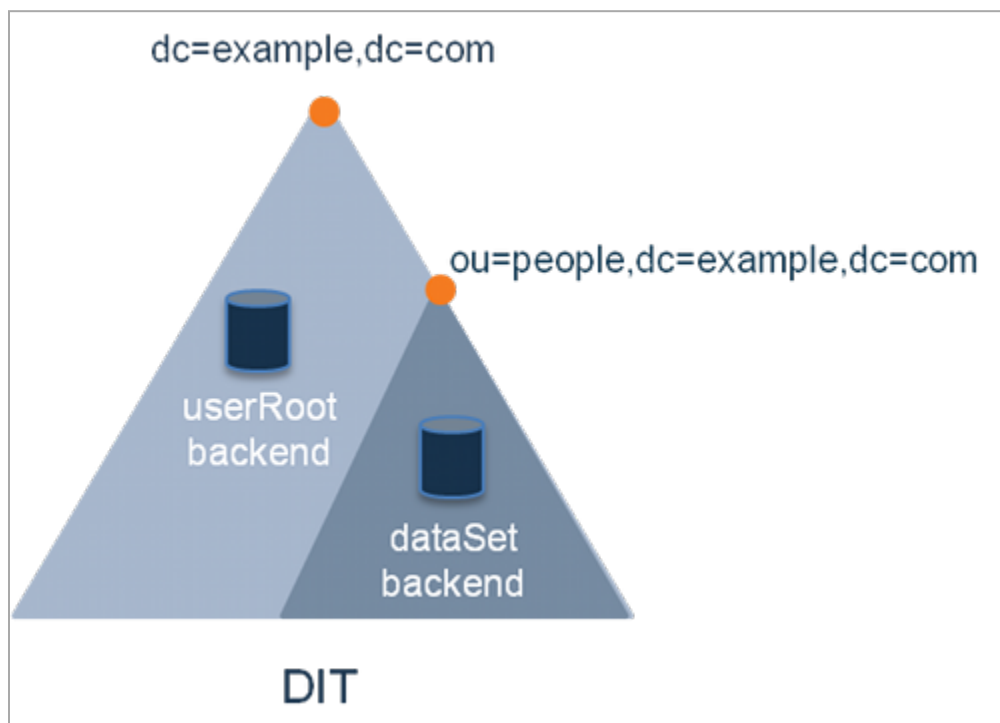 dc=example,dc=com
ou=people,dc=example,dc=com
userRoot
backend
dataSet
backend
DIT